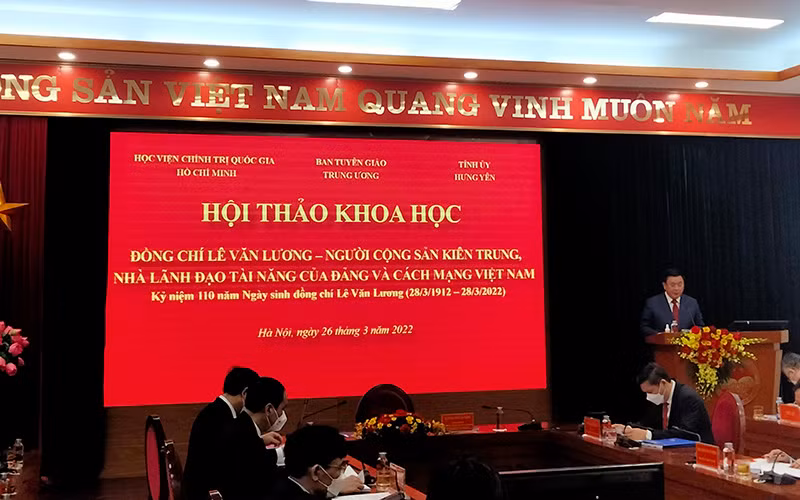 ỘNG SẢN VIỆT NAM QUANG VINH MUÔN NĂM
HỌC VIỆN CHÍNH TRỊ QUỐC GIA
HỒ CHÍ MINH
BAN TUYÊN GIÁO
TRUNG ƯƠNG
TỈNH ỦY
HƯNG YÊN
HỘI THẢO KHOA HỌC
ĐỒNG CHÍ LÊ VĂN LƯƠNG – NGƯỜI CỘNG SẢN KIÊN TRUNG,
NHÀ LÃNH ĐẠO TÀI NĂNG CỦA ĐẢNG VÀ CÁCH MẠNG VIỆT NAM
Kỷ niệm 110 năm Ngày sinh đồng chí Lê Văn Lương (28/3/1912 – 28/3/2022)
Hà Nội, ngày 26 tháng 3 năm 2022